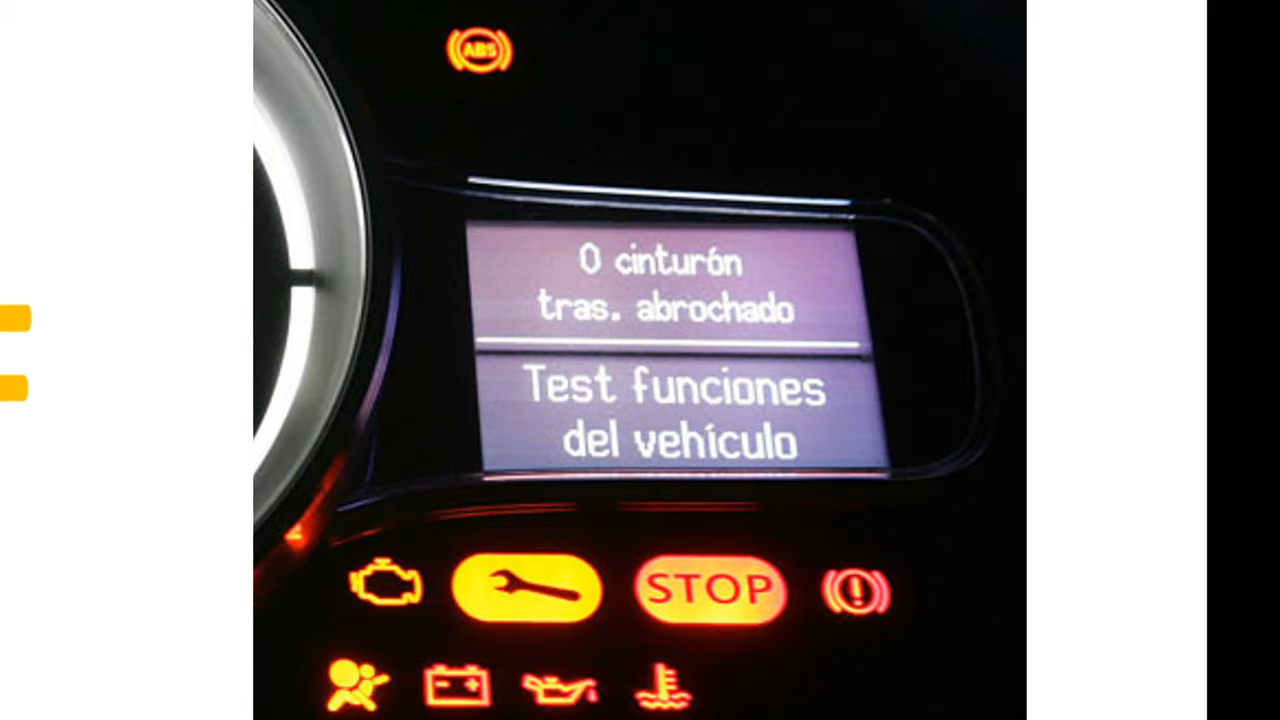 ABS
0 cinturón
tras. abrochado
Test funciones
del vehículo
STOP